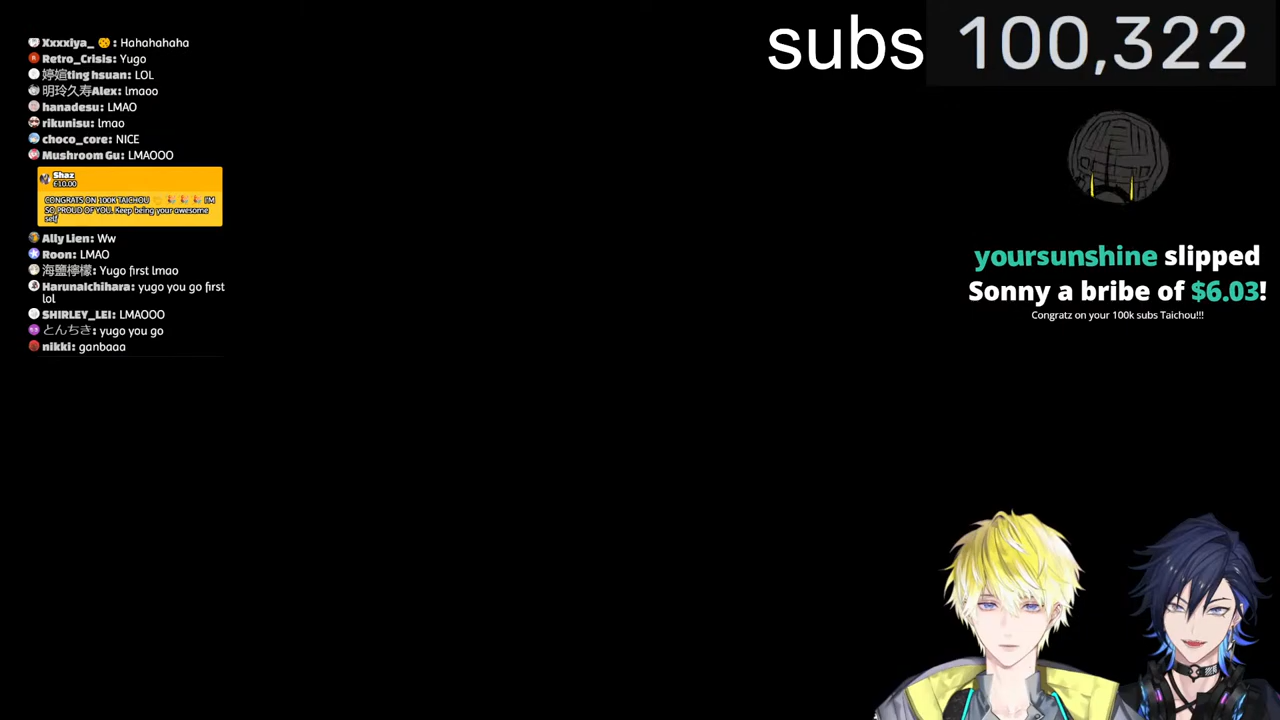 subs 100,322
Xxxxiya_ : Hahahahaha
Retro_Crisis: Yugo
婷媗ting hsuan: LOL
明玲久寿Alex: lmaoo
hanadesu: LMAO
rikunisu: lmao
choco_core: NICE
Mushroom Gu: LMAOOO
Shaz
£10.00
CONGRATS ON 100K TAICHOU 🎉 🎉 🎉 I'M
SO PROUD OF YOU. Keep being your awesome
self
Ally Lien: Ww
Roon: LMAO
海鹽檸檬: Yugo first lmao
HarunaIchihara: yugo you go first
lol
SHIRLEY_LEI: LMAOOO
とんちき: yugo you go
nikki: ganbaaa
yoursunshine slipped
Sonny a bribe of $6.03!
Congratz on your 100k subs Taichou!!!